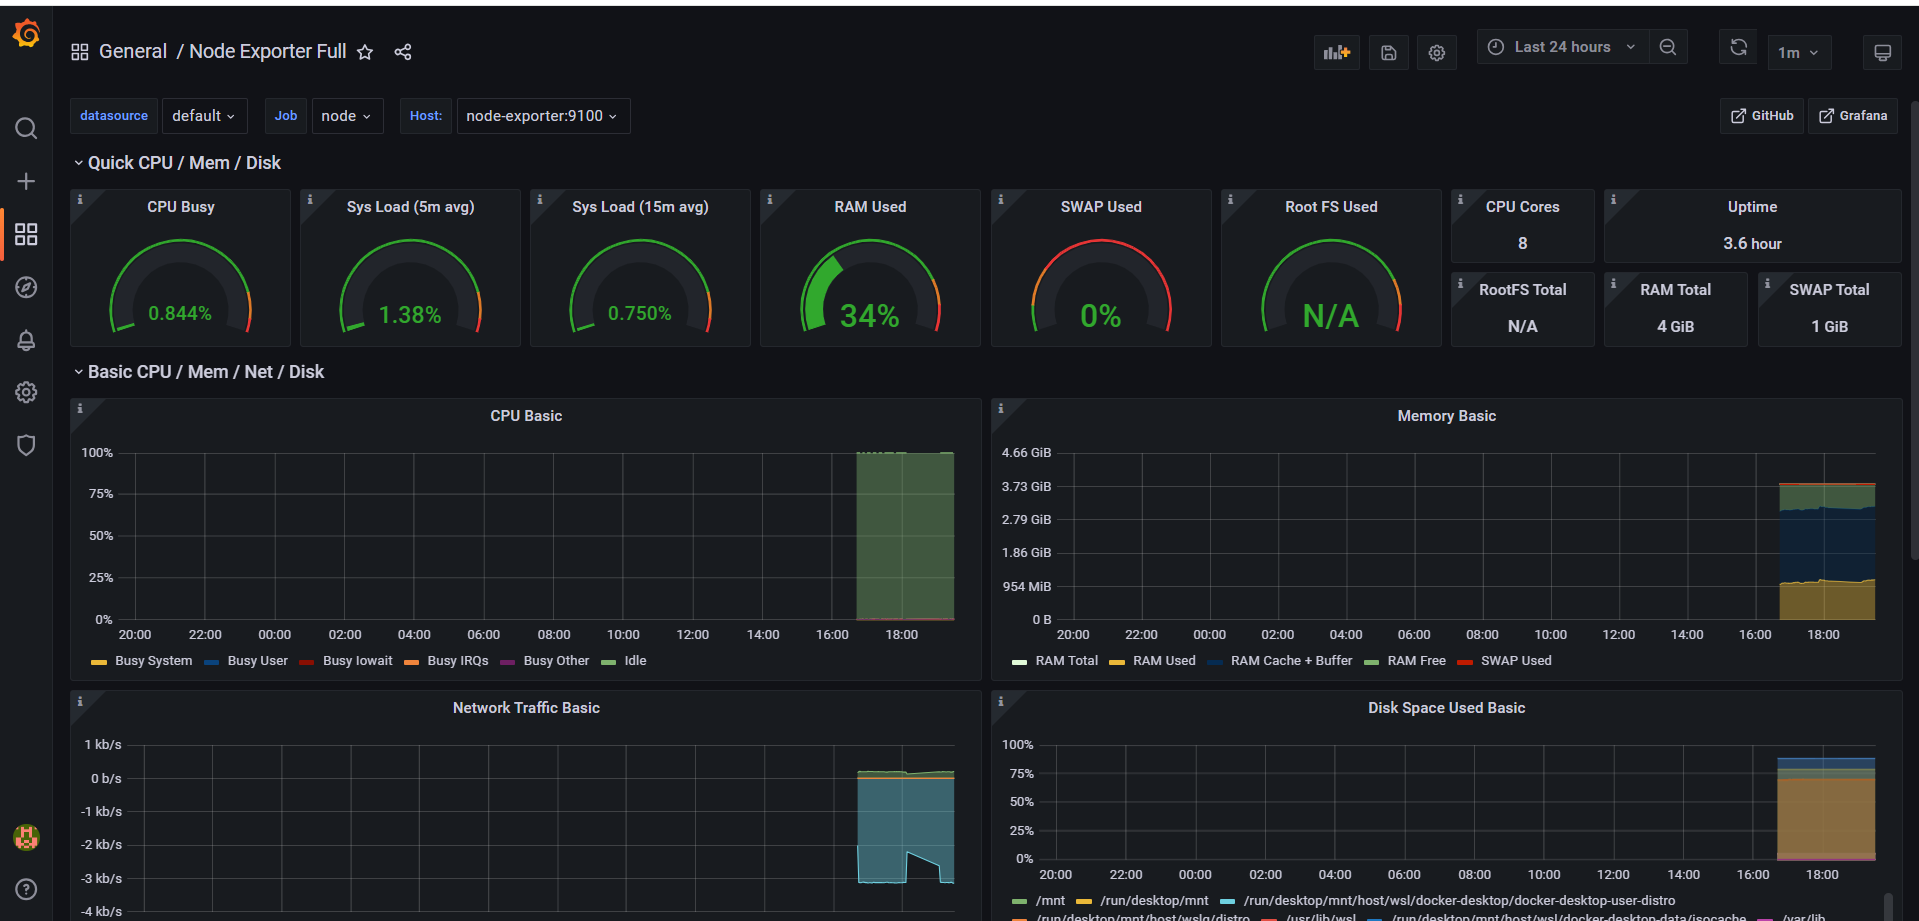 General / Node Exporter Full
Last 24 hours
1m
datasource default Job node Host: node-exporter:9100
GitHub Grafana
Quick CPU / Mem / Disk
CPU Busy
0.844%
Sys Load (5m avg)
1.38%
Sys Load (15m avg)
0.750%
RAM Used
34%
SWAP Used
0%
Root FS Used
N/A
CPU Cores
8
Uptime
3.6 hour
RootFS Total
N/A
RAM Total
4 GiB
SWAP Total
1 GiB
Basic CPU / Mem / Net / Disk
CPU Basic
100%
75%
50%
25%
0%
20:00 22:00 00:00 02:00 04:00 06:00 08:00 10:00 12:00 14:00 16:00 18:00
Busy System Busy User Busy Iowait Busy IRQs Busy Other Idle
Memory Basic
4.66 GiB
3.73 GiB
2.79 GiB
1.86 GiB
954 MiB
0 B
20:00 22:00 00:00 02:00 04:00 06:00 08:00 10:00 12:00 14:00 16:00 18:00
RAM Total RAM Used RAM Cache + Buffer RAM Free SWAP Used
Network Traffic Basic
1 kb/s
0 b/s
-1 kb/s
-2 kb/s
-3 kb/s
-4 kb/s
Disk Space Used Basic
100%
75%
50%
25%
0%
20:00 22:00 00:00 02:00 04:00 06:00 08:00 10:00 12:00 14:00 16:00 18:00
/mnt /run/desktop/mnt /run/desktop/mnt/host/wsl/docker-desktop/docker-desktop-user-distro
/run/desktop/mnt/host/wslg/distro /usr/lib/wsl /run/desktop/mnt/host/wsl/docker-desktop-data/isocache /var/lib